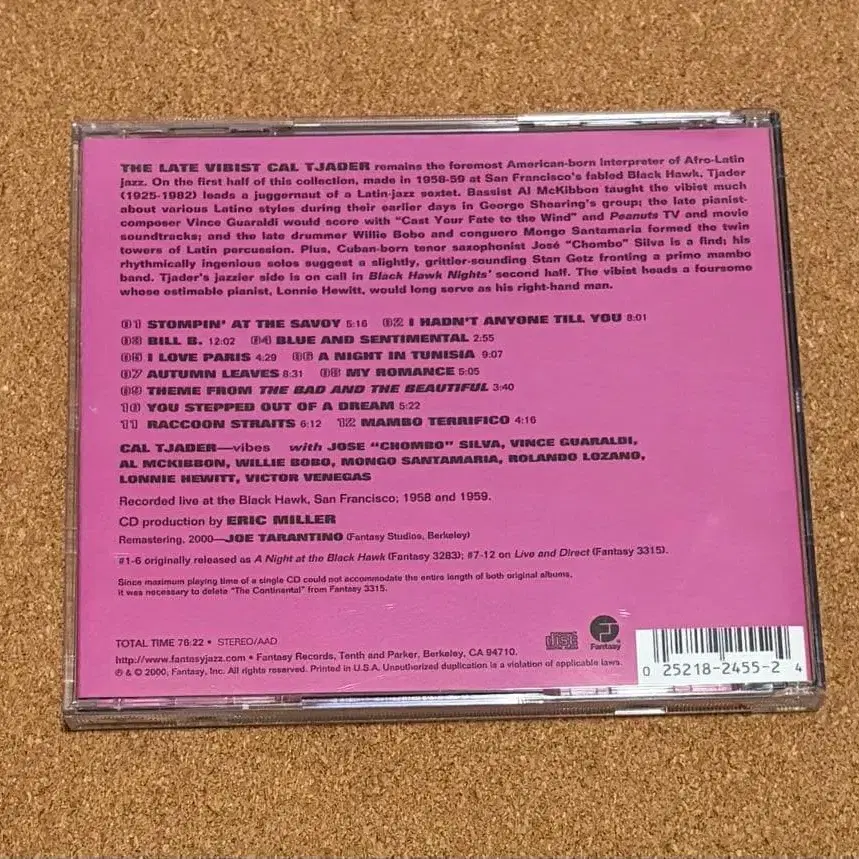 THE LATE VIBIST CAL TJADER remains the foremost American-born interpreter of Afro-Latin
jazz. On the first half of this collection, made in 1958-59 at San Francisco's fabled Black Hawk, Tjader
(1925-1982) leads a juggernaut of a Latin-jazz sextet. Bassist Al McKibbon taught the vibist much
about various Latino styles during their earlier days in George Shearing's group; the late pianist-
composer Vince Guaraldi would score with "Cast Your Fate to the Wind" and Peanuts TV and movie
soundtracks; and the late drummer Willie Bobo and conguero Mongo Santamaria formed the twin
towers of Latin percussion. Plus, Cuban-born tenor saxophonist José "Chombo" Silva is a find; his
rhythmically ingenious solos suggest a slightly, grittier-sounding Stan Getz fronting a primo mambo
band. Tjader's jazzier side is on call in Black Hawk Nights' second half. The vibist heads a foursome
whose estimable pianist, Lonnie Hewitt, would long serve as his right-hand man.
01 STOMPIN' AT THE SAVOY 5:16 02 I HADN'T ANYONE TILL YOU 8:01
03 BILL B. 12:02 04 BLUE AND SENTIMENTAL 2:55
05 I LOVE PARIS 4:29 06 A NIGHT IN TUNISIA 9:07
07 AUTUMN LEAVES 8:31 08 MY ROMANCE 5:05
09 THEME FROM THE BAD AND THE BEAUTIFUL 3:40
10 YOU STEPPED OUT OF A DREAM 5:22
11 RACCOON STRAITS 6:12 12 MAMBO TERRIFICO 4:16
CAL TJADER—vibes with JOSE "CHOMBO" SILVA, VINCE GUARALDI,
AL MCKIBBON, WILLIE BOBO, MONGO SANTAMARIA, ROLANDO LOZANO,
LONNIE HEWITT, VICTOR VENEGAS
Recorded live at the Black Hawk, San Francisco; 1958 and 1959.
CD production by ERIC MILLER
Remastering, 2000—JOE TARANTINO (Fantasy Studios, Berkeley)
#1-6 originally released as A Night at the Black Hawk (Fantasy 3283); #7-12 on Live and Direct (Fantasy 3315).
Since maximum playing time of a single CD could not accommodate the entire length of both original albums,
it was necessary to delete "The Continental" from Fantasy 3315.
TOTAL TIME 76:22 • STEREO/AAD
http://www.fantasyjazz.com • Fantasy Records, Tenth and Parker, Berkeley, CA 94710.
℗ & © 2000, Fantasy, Inc. All rights reserved. Printed in U.S.A. Unauthorized duplication is a violation of applicable laws.
disc
Fantasy
0 25218-2455-2 4